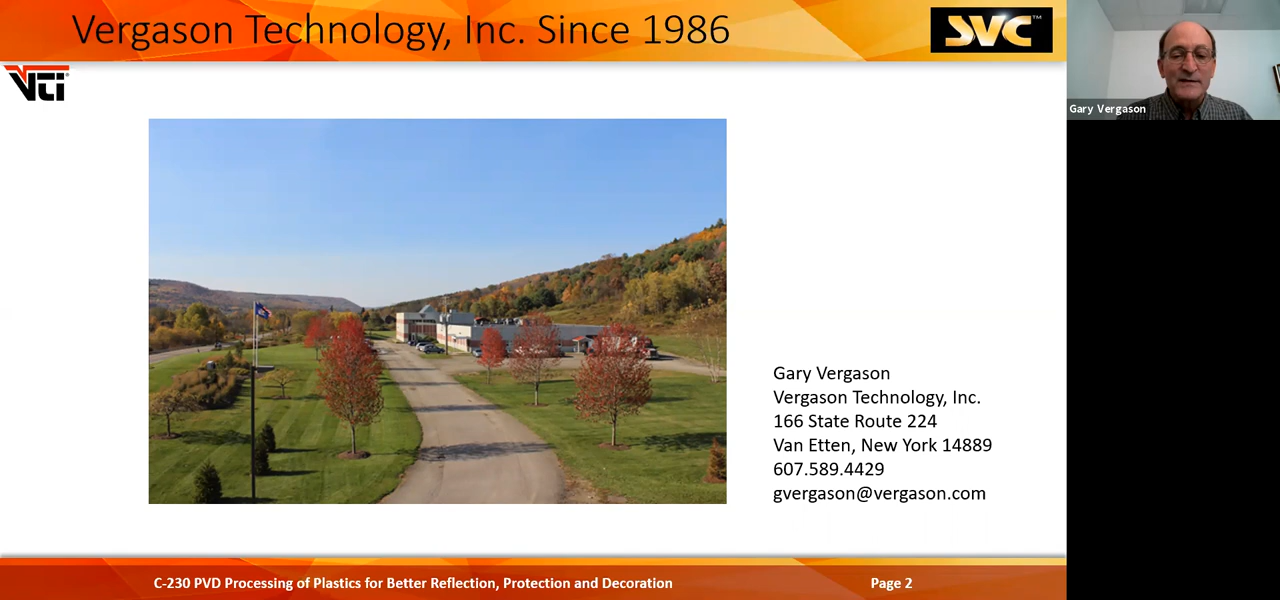 Vergason Technology, Inc. Since 1986
SVC™
VTi®
Gary Vergason
Gary Vergason
Vergason Technology, Inc.
166 State Route 224
Van Etten, New York 14889
607.589.4429
gvergason@vergason.com
C-230 PVD Processing of Plastics for Better Reflection, Protection and Decoration
Page 2